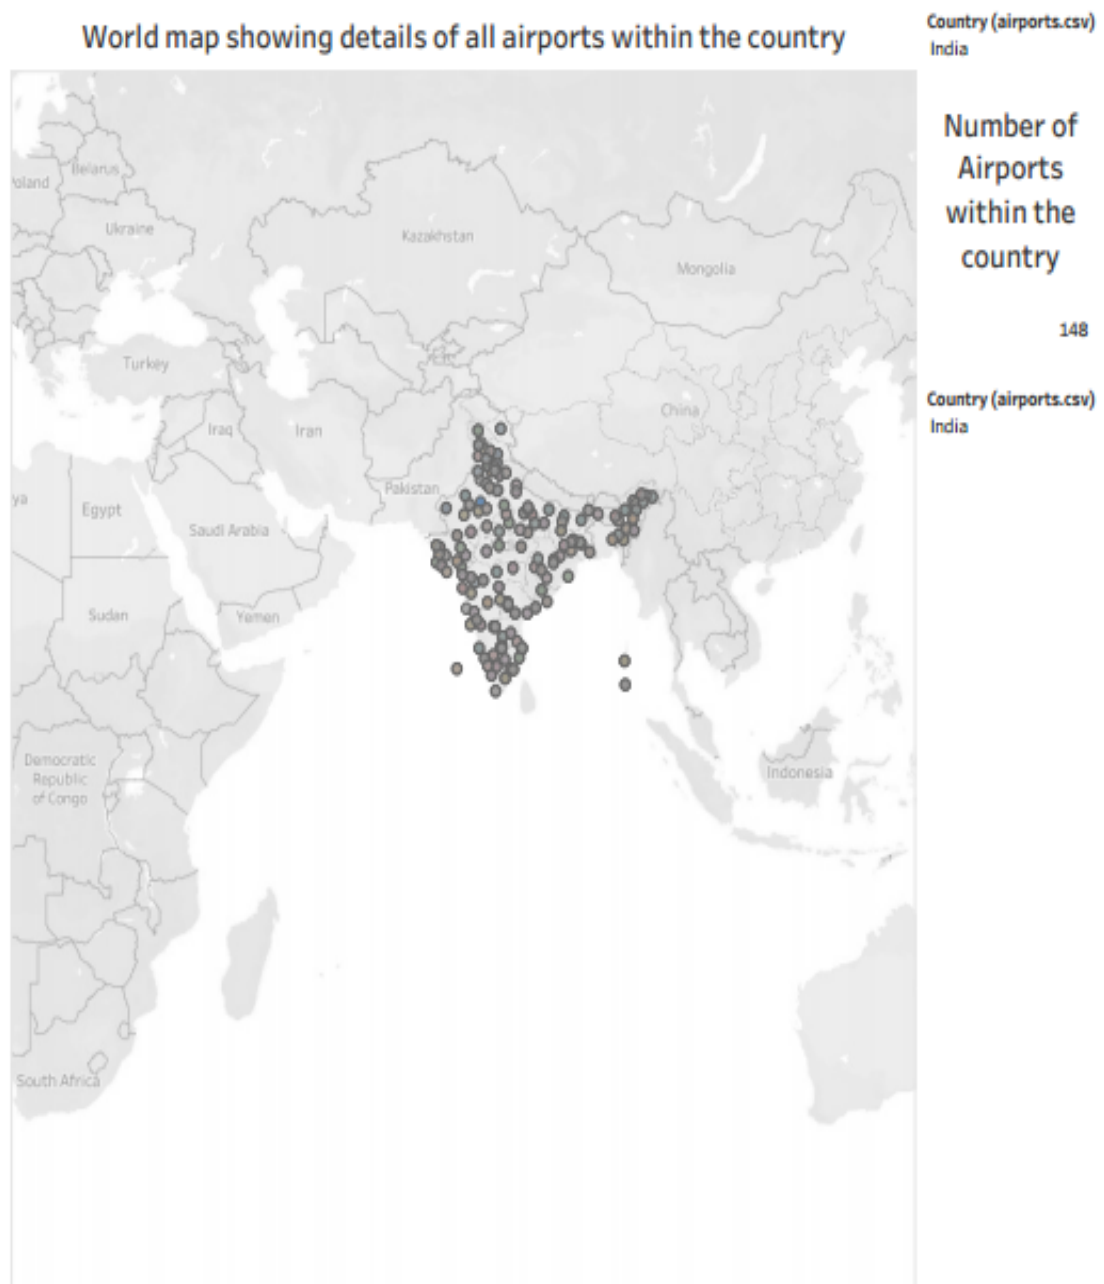 World map showing details of all airports within the country
Country (airports.csv)
India
Number of
Airports
within the
country
148
Country (airports.csv)
India
Belarus
oland
Ukraine
Kazakhstan
Mongolia
Turkey
China
Iraq
Iran
Pakistan
ya
Egypt
Saudi Arabia
Sudan
Yemen
Democratic
Republic
of Congo
Indonesia
South Africa